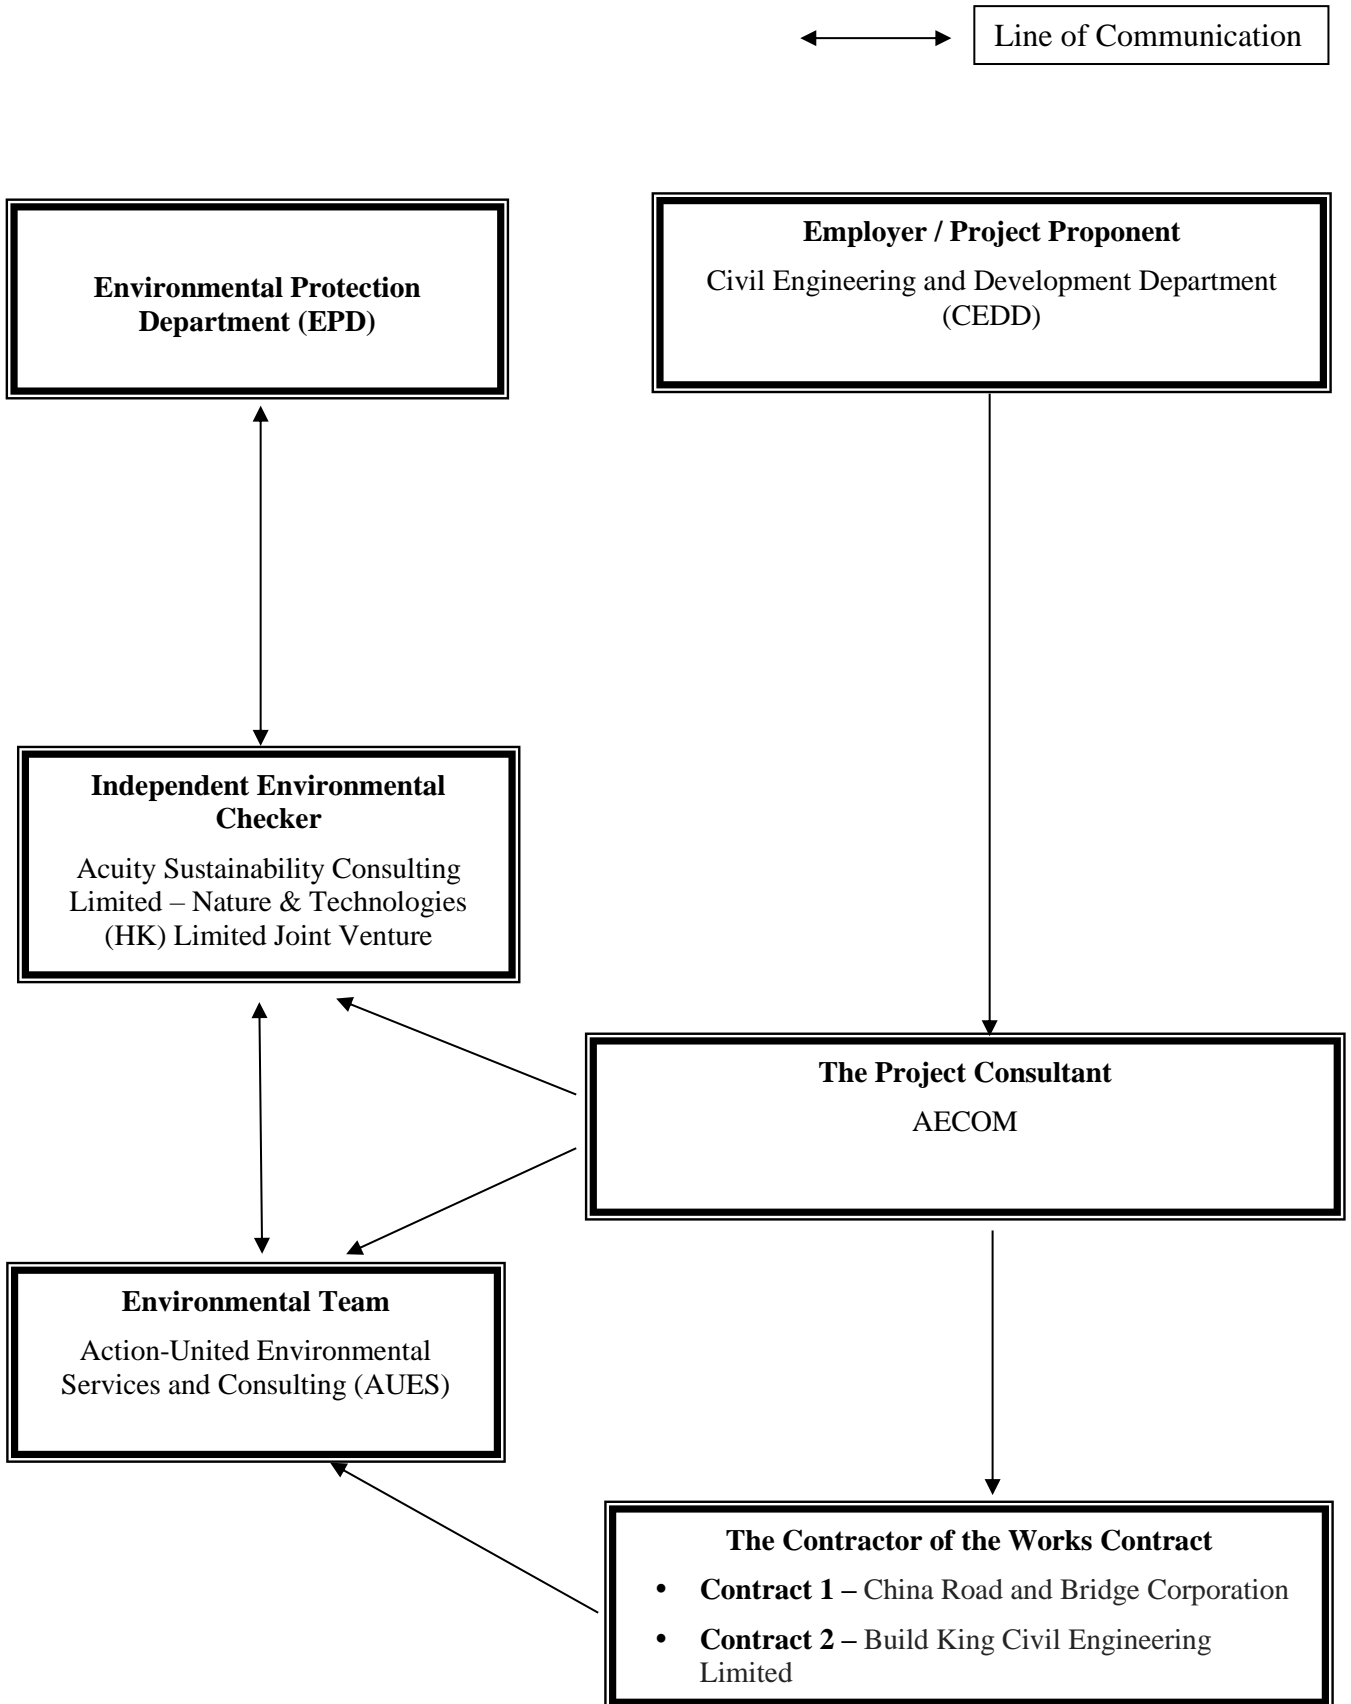 Line of Communication
Environmental Protection
Department (EPD)
Employer / Project Proponent
Civil Engineering and Development Department
(CEDD)
Independent Environmental
Checker
Acuity Sustainability Consulting
Limited – Nature & Technologies
(HK) Limited Joint Venture
The Project Consultant
AECOM
Environmental Team
Action-United Environmental
Services and Consulting (AUES)
The Contractor of the Works Contract
• Contract 1 – China Road and Bridge Corporation
• Contract 2 – Build King Civil Engineering
Limited